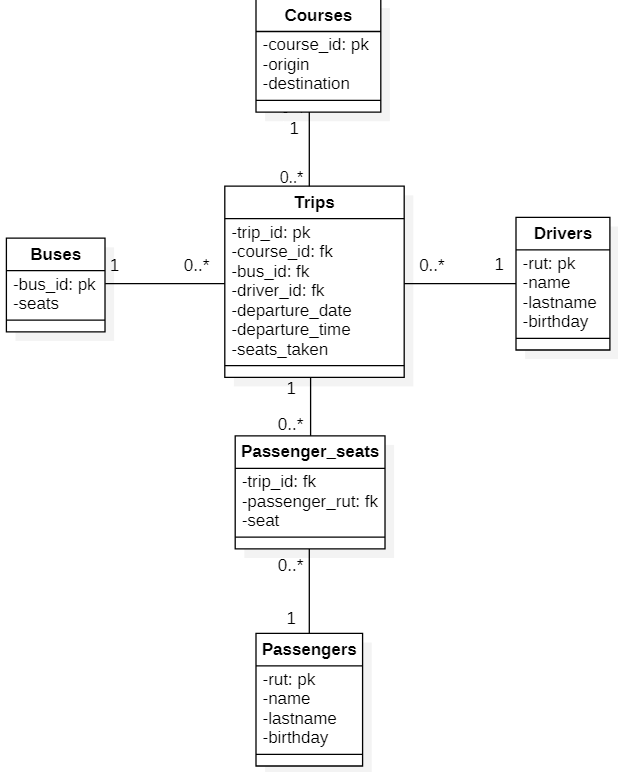 Courses
-course_id: pk
-origin
-destination
1
0..*
Trips
-trip_id: pk
-course_id: fk
-bus_id: fk
-driver_id: fk
-departure_date
-departure_time
-seats_taken
Buses
-bus_id: pk
-seats
1
0..*
0..*
1
Drivers
-rut: pk
-name
-lastname
-birthday
1
0..*
Passenger_seats
-trip_id: fk
-passenger_rut: fk
-seat
0..*
1
Passengers
-rut: pk
-name
-lastname
-birthday